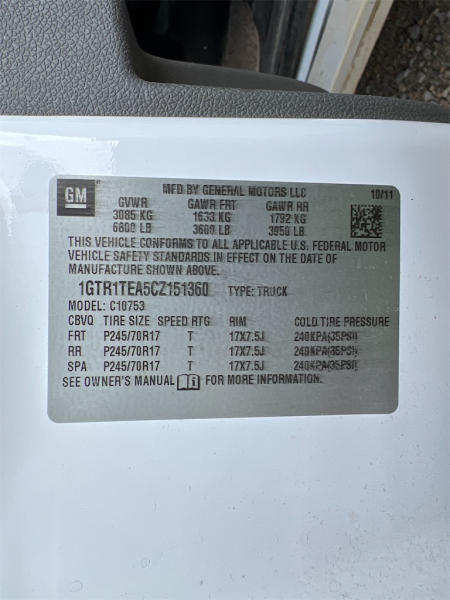 GM
MFD BY GENERAL MOTORS LLC 10/11
GVWR GAWR FRT GAWR RR
3085 KG 1633 KG 1792 KG
6800 LB 3600 LB 3950 LB
THIS VEHICLE CONFORMS TO ALL APPLICABLE U.S. FEDERAL MOTOR
VEHICLE SAFETY STANDARDS IN EFFECT ON THE DATE OF
MANUFACTURE SHOWN ABOVE.
1GTR1TEA5CZ151360 TYPE: TRUCK
MODEL: C10753
CBVQ TIRE SIZE SPEED RTG RIM COLD TIRE PRESSURE
FRT P245/70R17 T 17X7.5J 240KPA(35PSI)
RR P245/70R17 T 17X7.5J 240KPA(35PSI)
SPA P245/70R17 T 17X7.5J 240KPA(35PSI)
SEE OWNER'S MANUAL FOR MORE INFORMATION.